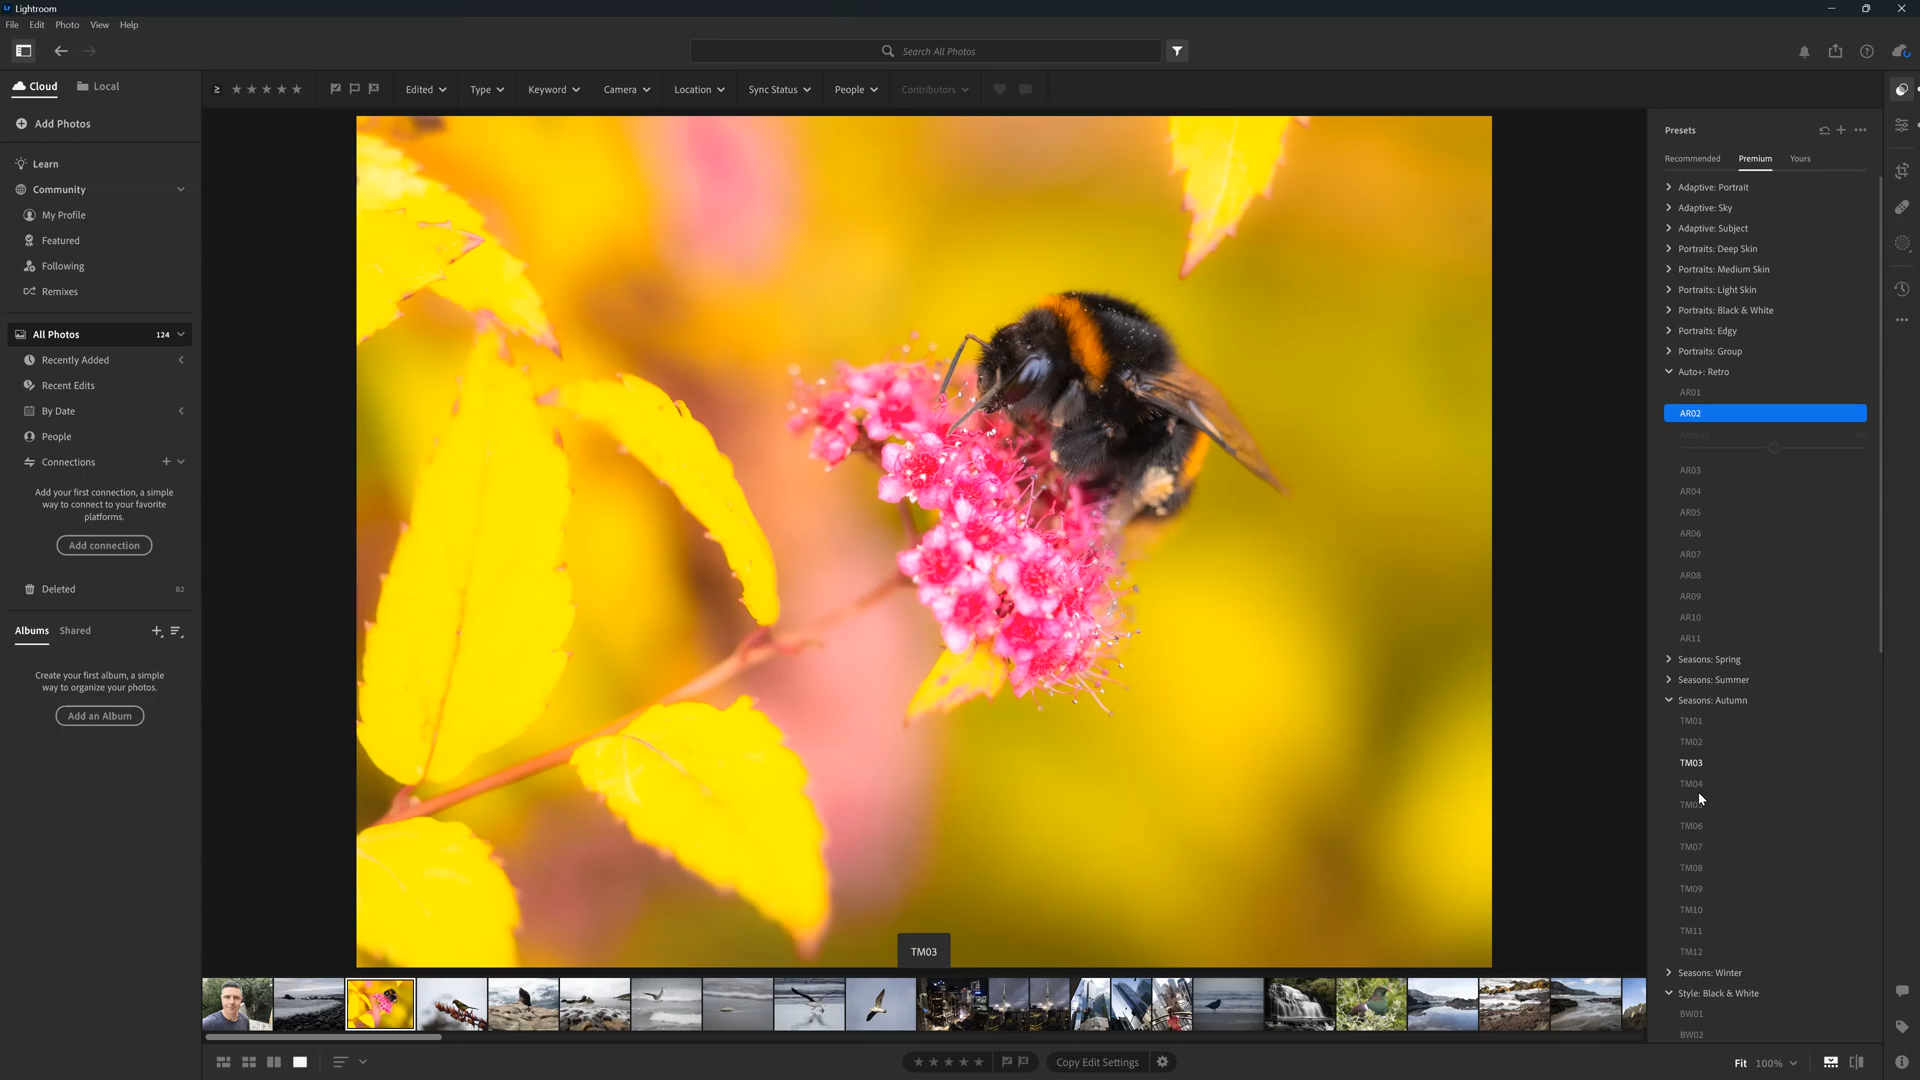 Lr Lightroom
File Edit Photo View Help
Search All Photos
Cloud Local
≥ Edited Type Keyword Camera Location Sync Status People Contributors
Add Photos
Learn
Community
My Profile
Featured
Following
Remixes
All Photos 124
Recently Added
Recent Edits
By Date
People
Connections
Add your first connection, a simple
way to connect to your favorite
platforms.
Add connection
Deleted 82
Albums Shared
Create your first album, a simple
way to organize your photos.
Add an Album
TM03
Presets
Recommended Premium Yours
Adaptive: Portrait
Adaptive: Sky
Adaptive: Subject
Portraits: Deep Skin
Portraits: Medium Skin
Portraits: Light Skin
Portraits: Black & White
Portraits: Edgy
Portraits: Group
Auto+: Retro
AR01
AR02
AR03
AR04
AR05
AR06
AR07
AR08
AR09
AR10
AR11
Seasons: Spring
Seasons: Summer
Seasons: Autumn
TM01
TM02
TM03
TM04
TM05
TM06
TM07
TM08
TM09
TM10
TM11
TM12
Seasons: Winter
Style: Black & White
BW01
BW02
Copy Edit Settings
Fit 100%